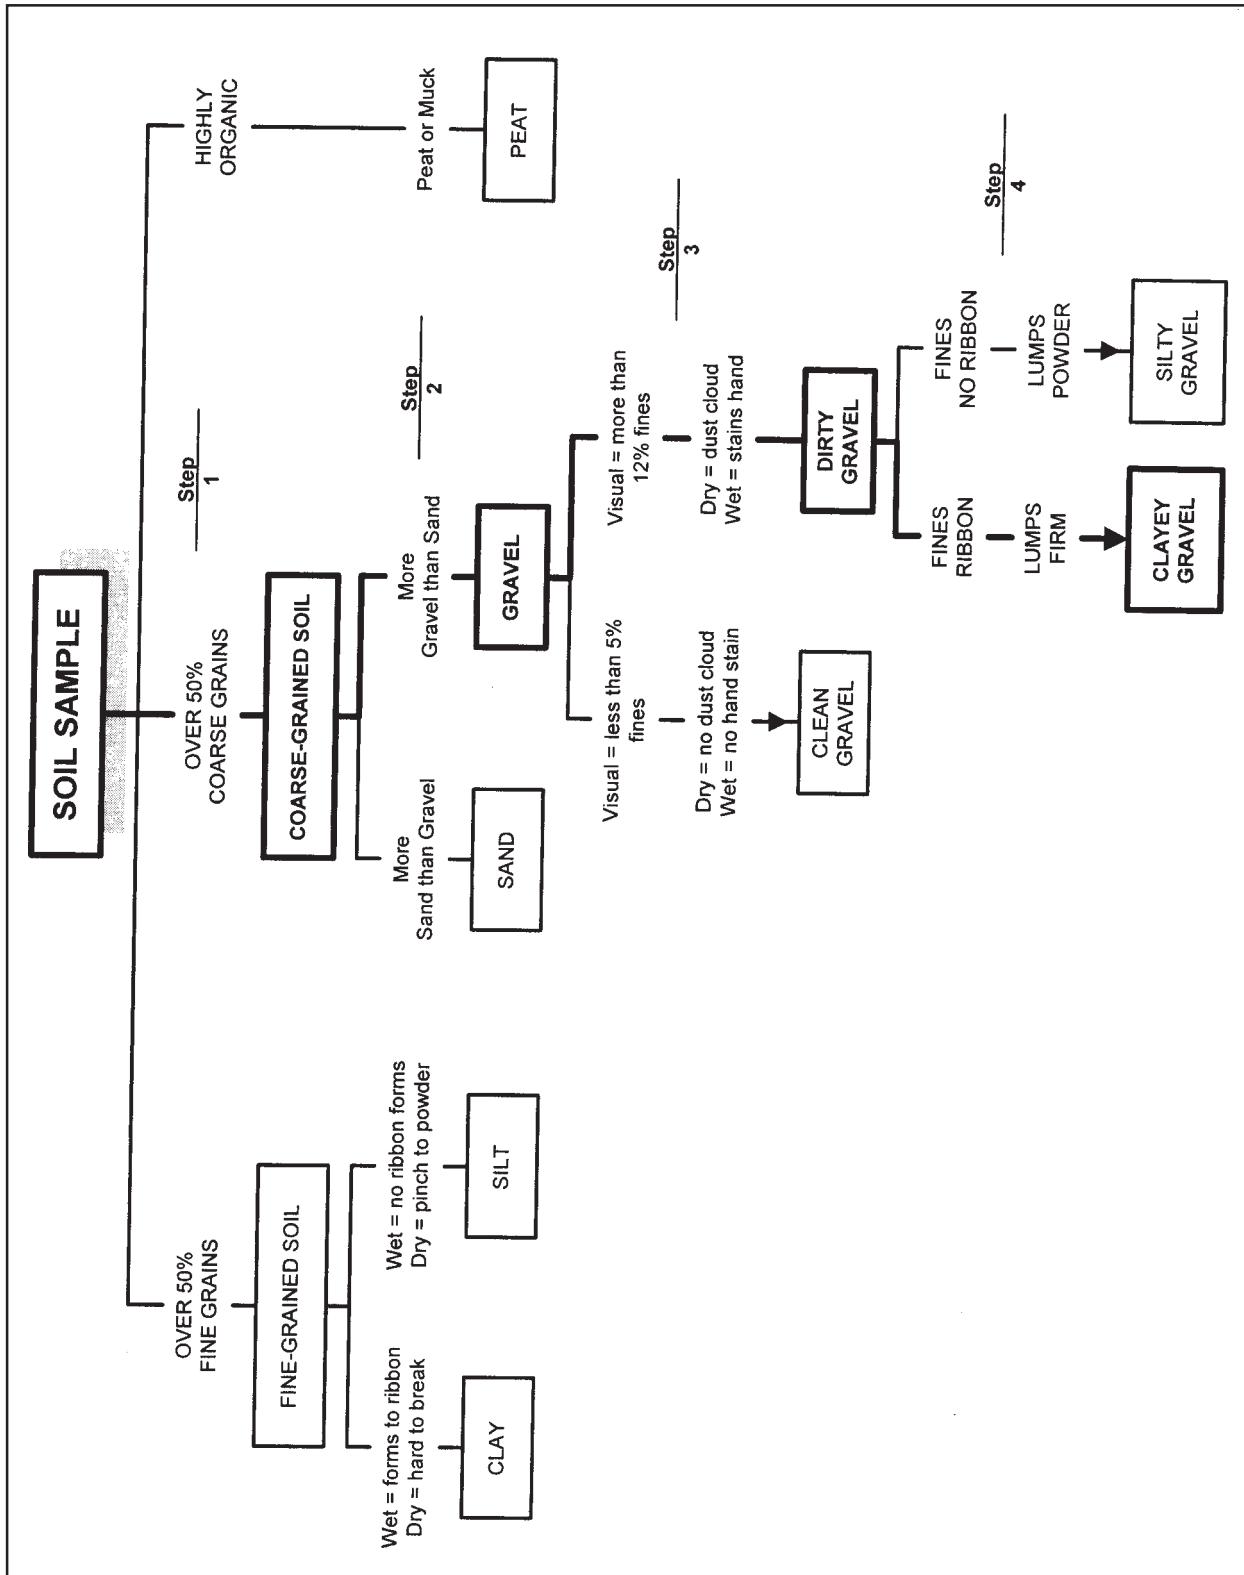 SOIL SAMPLE
Step
1
OVER 50%
FINE GRAINS
OVER 50%
COARSE GRAINS
HIGHLY
ORGANIC
FINE-GRAINED SOIL
COARSE-GRAINED SOIL
Step
2
Wet = forms to ribbon
Dry = hard to break
Wet = no ribbon forms
Dry = pinch to powder
More
Sand than Gravel
More
Gravel than Sand
Peat or Muck
CLAY
SILT
SAND
GRAVEL
PEAT
Step
3
Visual = less than 5%
fines
Visual = more than
12% fines
Dry = no dust cloud
Wet = no hand stain
Dry = dust cloud
Wet = stains hand
CLEAN
GRAVEL
DIRTY
GRAVEL
Step
4
FINES
RIBBON
FINES
NO RIBBON
LUMPS
FIRM
LUMPS
POWDER
CLAYEY
GRAVEL
SILTY
GRAVEL